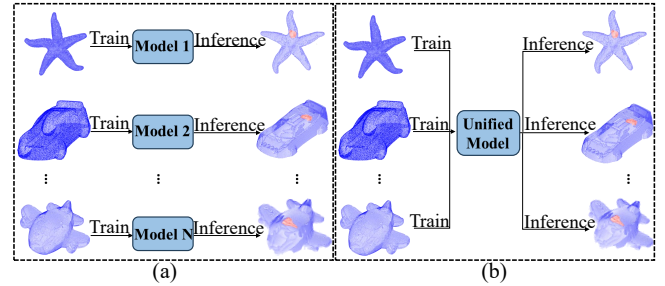 Train Model 1 Inference
Train Model 2 Inference
...
...
...
Train Model N Inference
(a)
Train Inference
Train Unified Model Inference
...
...
Train Inference
(b)